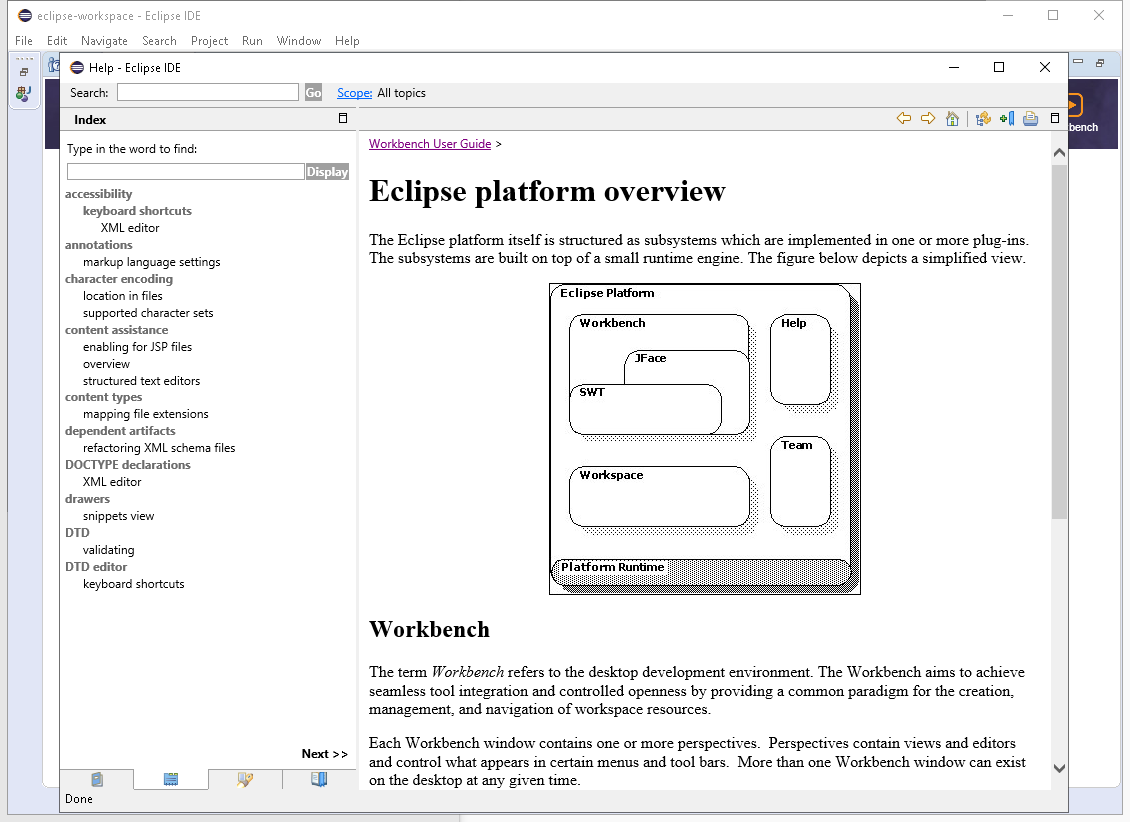 eclipse-workspace - Eclipse IDE
File Edit Navigate Search Project Run Window Help
Help - Eclipse IDE
Search: Go Scope: All topics
Index
Type in the word to find:
Display
accessibility
keyboard shortcuts
XML editor
annotations
markup language settings
character encoding
location in files
supported character sets
content assistance
enabling for JSP files
overview
structured text editors
content types
mapping file extensions
dependent artifacts
refactoring XML schema files
DOCTYPE declarations
XML editor
drawers
snippets view
DTD
validating
DTD editor
keyboard shortcuts
Next >>
Done
Workbench User Guide >
Eclipse platform overview
The Eclipse platform itself is structured as subsystems which are implemented in one or more plug-ins.
The subsystems are built on top of a small runtime engine. The figure below depicts a simplified view.
Eclipse Platform
Workbench
Help
JFace
SWT
Team
Workspace
Platform Runtime
Workbench
The term Workbench refers to the desktop development environment. The Workbench aims to achieve
seamless tool integration and controlled openness by providing a common paradigm for the creation,
management, and navigation of workspace resources.
Each Workbench window contains one or more perspectives.  Perspectives contain views and editors
and control what appears in certain menus and tool bars.  More than one Workbench window can exist
on the desktop at any given time.
bench